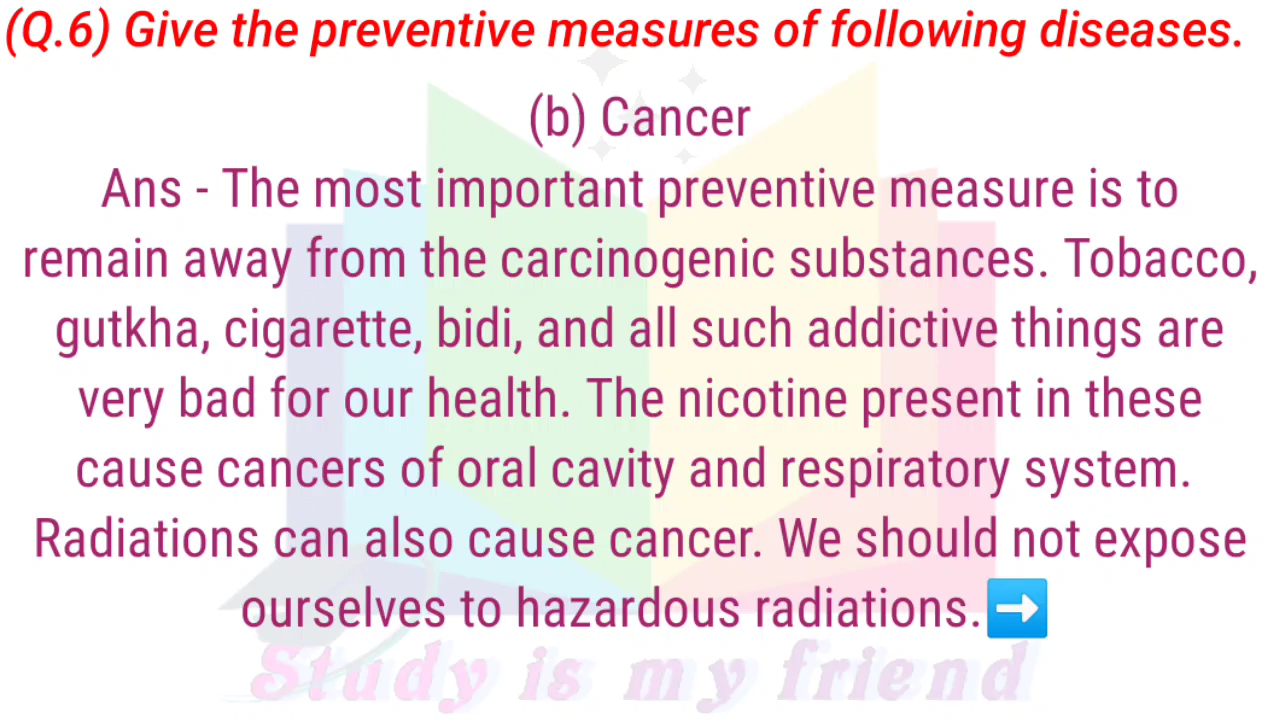 (Q.6) Give the preventive measures of following diseases.
(b) Cancer
Ans - The most important preventive measure is to
remain away from the carcinogenic substances. Tobacco,
gutkha, cigarette, bidi, and all such addictive things are
very bad for our health. The nicotine present in these
cause cancers of oral cavity and respiratory system.
Radiations can also cause cancer. We should not expose
ourselves to hazardous radiations.➡️
Study is my friend